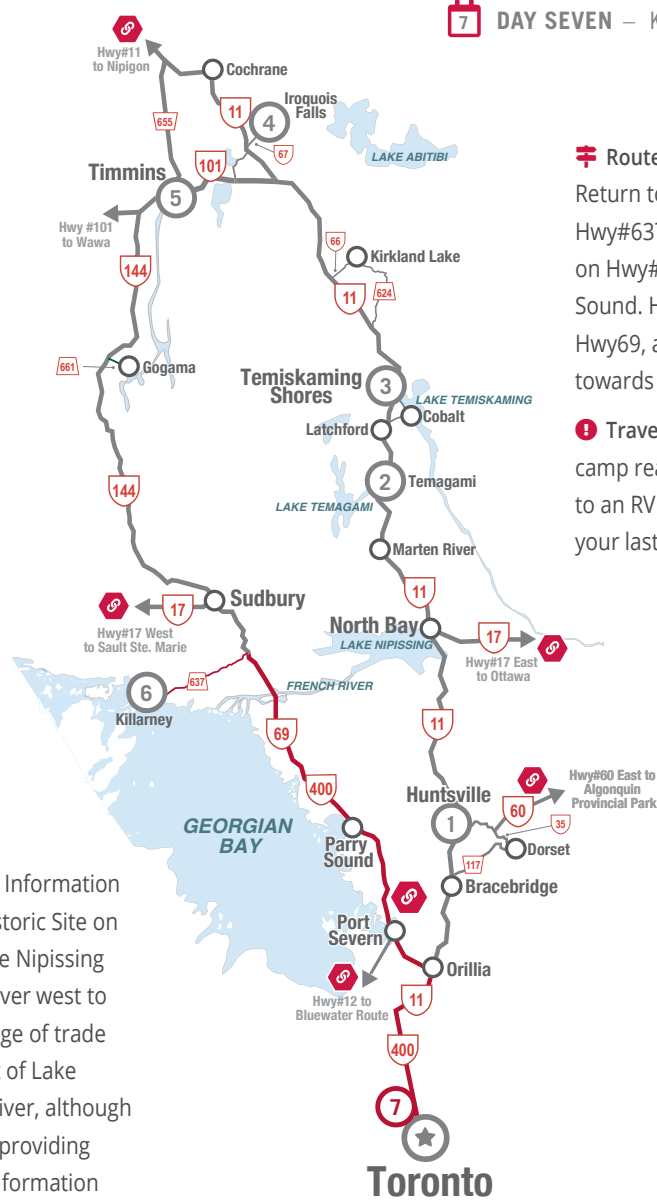 7 DAY SEVEN – K
Hwy#11
to Nipigon
Cochrane
655
11
Iroquois
Falls
4
67
LAKE ABITIBI
Timmins
101
5
Hwy #101
to Wawa
144
66
Kirkland Lake
11
624
661
Gogama
Temiskaming
Shores
3
LAKE TEMISKAMING
Cobalt
Latchford
2
Temagami
LAKE TEMAGAMI
144
Marten River
11
Sudbury
17
Hwy#17 West
to Sault Ste. Marie
North Bay
LAKE NIPISSING
17
Hwy#17 East
to Ottawa
637
6
Killarney
FRENCH RIVER
69
11
400
Hwy#60 East to
Algonquin
Provincial Park
60
Huntsville
1
35
Dorset
117
Bracebridge
GEORGIAN
BAY
Parry
Sound
Port
Severn
Orillia
Hwy#12 to
Bluewater Route
11
400
7
Toronto
Route
Return to
Hwy#637
on Hwy#
Sound. H
Hwy69, a
towards
Trave
camp rea
to an RV
your last
Information
storic Site on
e Nipissing
ver west to
ge of trade
t of Lake
iver, although
providing
formation